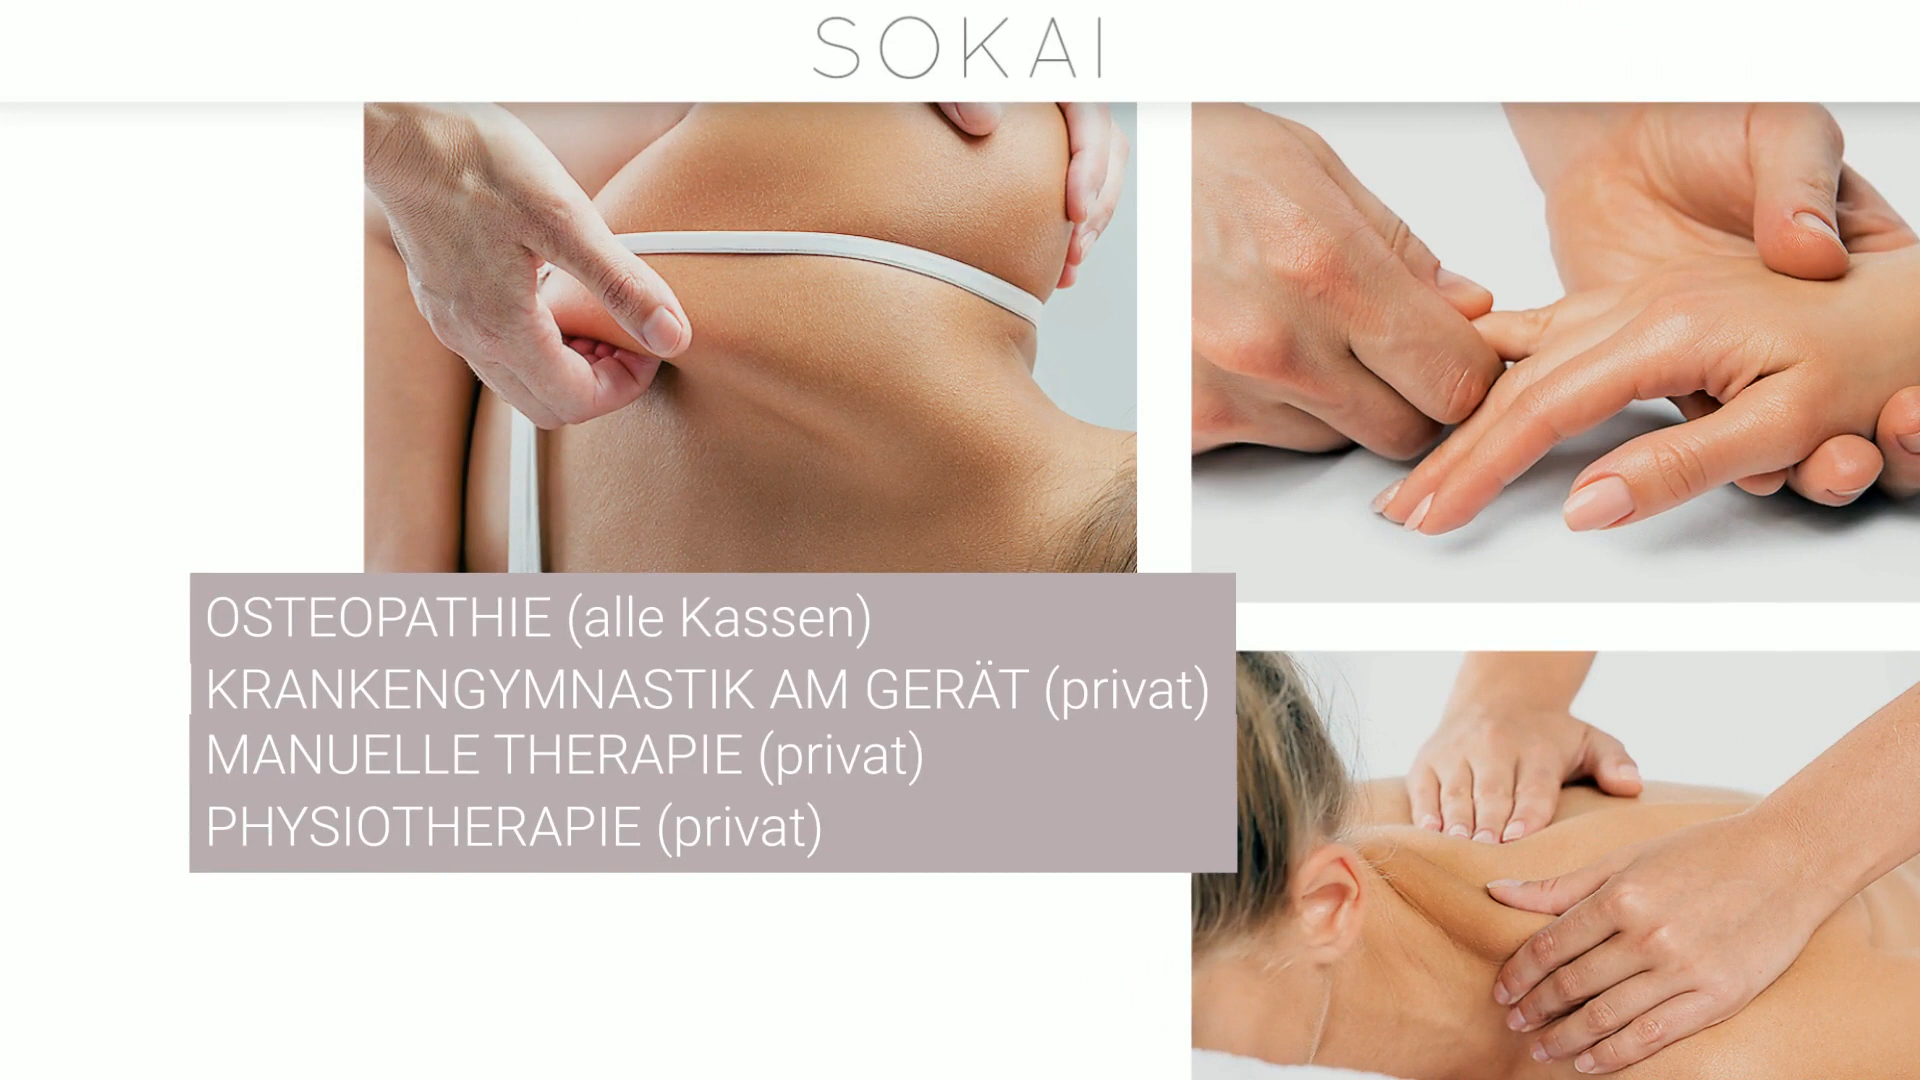 SOKAI
OSTEOPATHIE (alle Kassen)
KRANKENGYMNASTIK AM GERÄT (privat)
MANUELLE THERAPIE (privat)
PHYSIOTHERAPIE (privat)